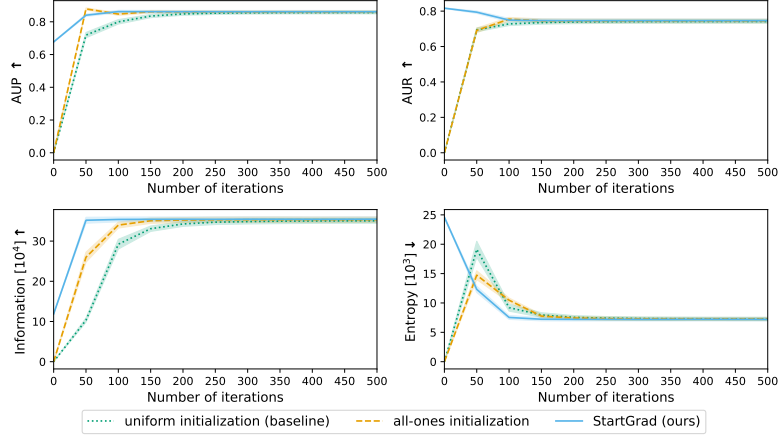 AUP ↑
0.8
0.6
0.4
0.2
0.0
0 50 100 150 200 250 300 350 400 450 500
Number of iterations
AUR ↑
0.8
0.6
0.4
0.2
0.0
0 50 100 150 200 250 300 350 400 450 500
Number of iterations
Information [10⁴] ↑
30
20
10
0
0 50 100 150 200 250 300 350 400 450 500
Number of iterations
Entropy [10³] ↓
25
20
15
10
5
0
0 50 100 150 200 250 300 350 400 450 500
Number of iterations
uniform initialization (baseline) all-ones initialization StartGrad (ours)